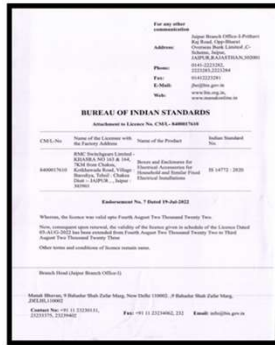 For any other
communication
Jaipur Branch Office-I-Prithavi
Raj Road, Opp-Bharat
Address: Overseas Bank Limited ,C-
Scheme, Jaipur,
JAIPUR,RAJASTHAN,302001
Phone: 0141-2223282,
2223283,2223284
Fax: 01412223281
E-Mail: jbo@bis.gov.in
Web: www.bis.org.in,
www.manakonline.in
BUREAU OF INDIAN STANDARDS
Attachment to Licence No. CM/L- 8400017610
CM/L-No Name of the Licensee with the Factory Address Name of the Product Indian Standard No.
8400017610
RMC Switchgears Limited -
KHASRA NO 163 & 164,
7KM from Chaksu,
Kotkhawada Road, Village
Badodiya, Tehsil - Chaksu
Distt -- JAIPUR, , Jaipur -
303901
Boxes and Enclosures for
Electrical Accessories for
Household and Similar Fixed
Electrical Installations
IS 14772 : 2020
Endorsement No. 7 Dated 19-Jul-2022
Whereas, the licence was valid upto Fourth August Two Thousand Twenty Two.
Now, consequent upon renewal, the validity of the licence given in schedule of the Licence Dated
05-AUG-2022 has been extended from Fourth August Two Thousand Twenty Two to Third
August Two Thousand Twenty Three
Other terms and conditions of licence remain same.
Branch Head (Jaipur Branch Office-I)
Manak Bhavan, 9 Bahadur Shah Zafar Marg, New Delhi 110002. ,9 Bahadur Shah Zafar Marg,
,DELHI,110002
Contact No: +91 11 23230131,
23233375, 23239402
Fax: +91 11 23234062, 232
Email: info@bis.gov.in